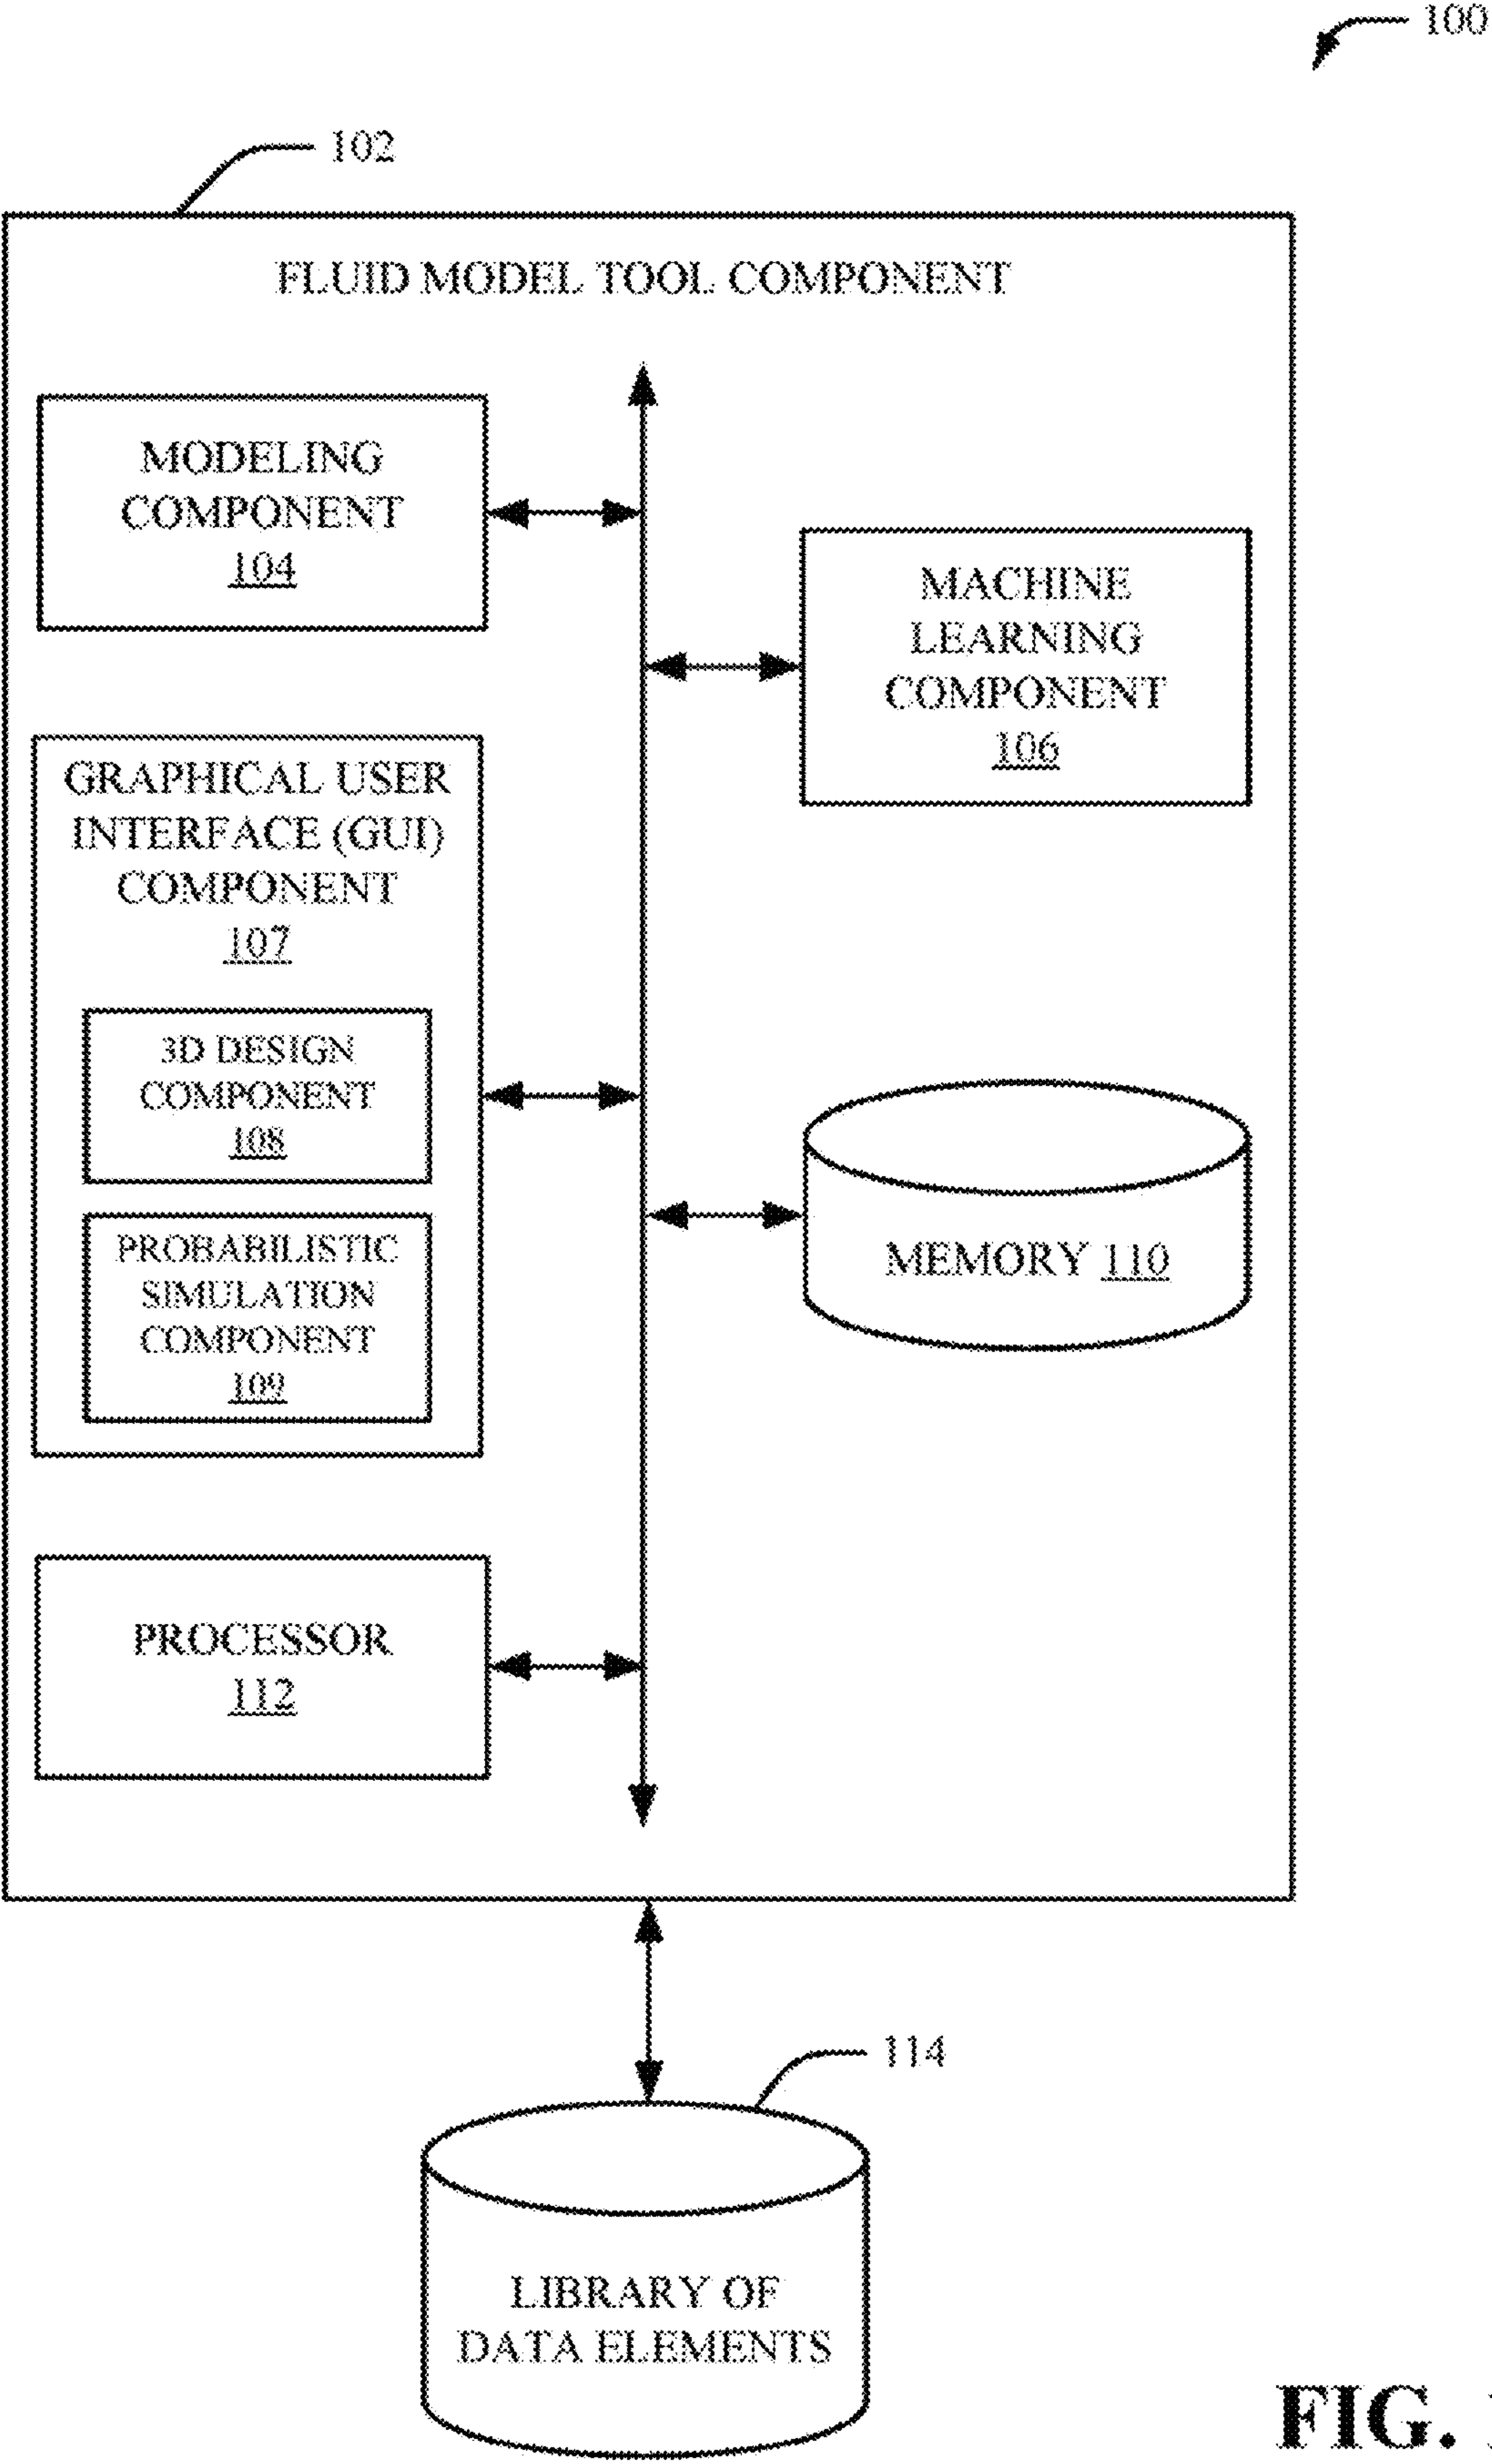 100
102
FLUID MODEL TOOL COMPONENT
MODELING
COMPONENT
104
MACHINE
LEARNING
COMPONENT
106
GRAPHICAL USER
INTERFACE (GUI)
COMPONENT
107
3D DESIGN
COMPONENT
108
PROBABILISTIC
SIMULATION
COMPONENT
109
MEMORY 110
PROCESSOR
112
114
LIBRARY OF
DATA ELEMENTS
FIG.